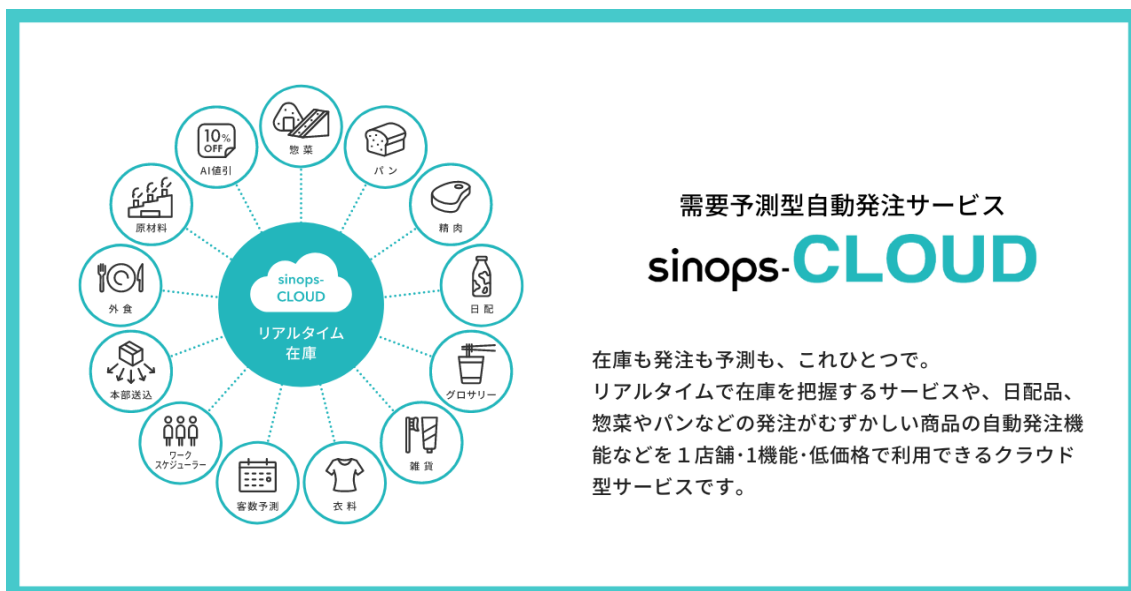 10%
OFF
AI値引
惣菜
パン
精肉
日配
グロサリー
雑貨
衣料
客数予測
ワーク
スケジューラー
本部送込
外食
原材料
sinops-
CLOUD
リアルタイム
在庫
需要予測型自動発注サービス
sinops-CLOUD
在庫も発注も予測も、これひとつで。
リアルタイムで在庫を把握するサービスや、日配品、
惣菜やパンなどの発注がむずかしい商品の自動発注機
能などを１店舗･1機能･低価格で利用できるクラウド
型サービスです。